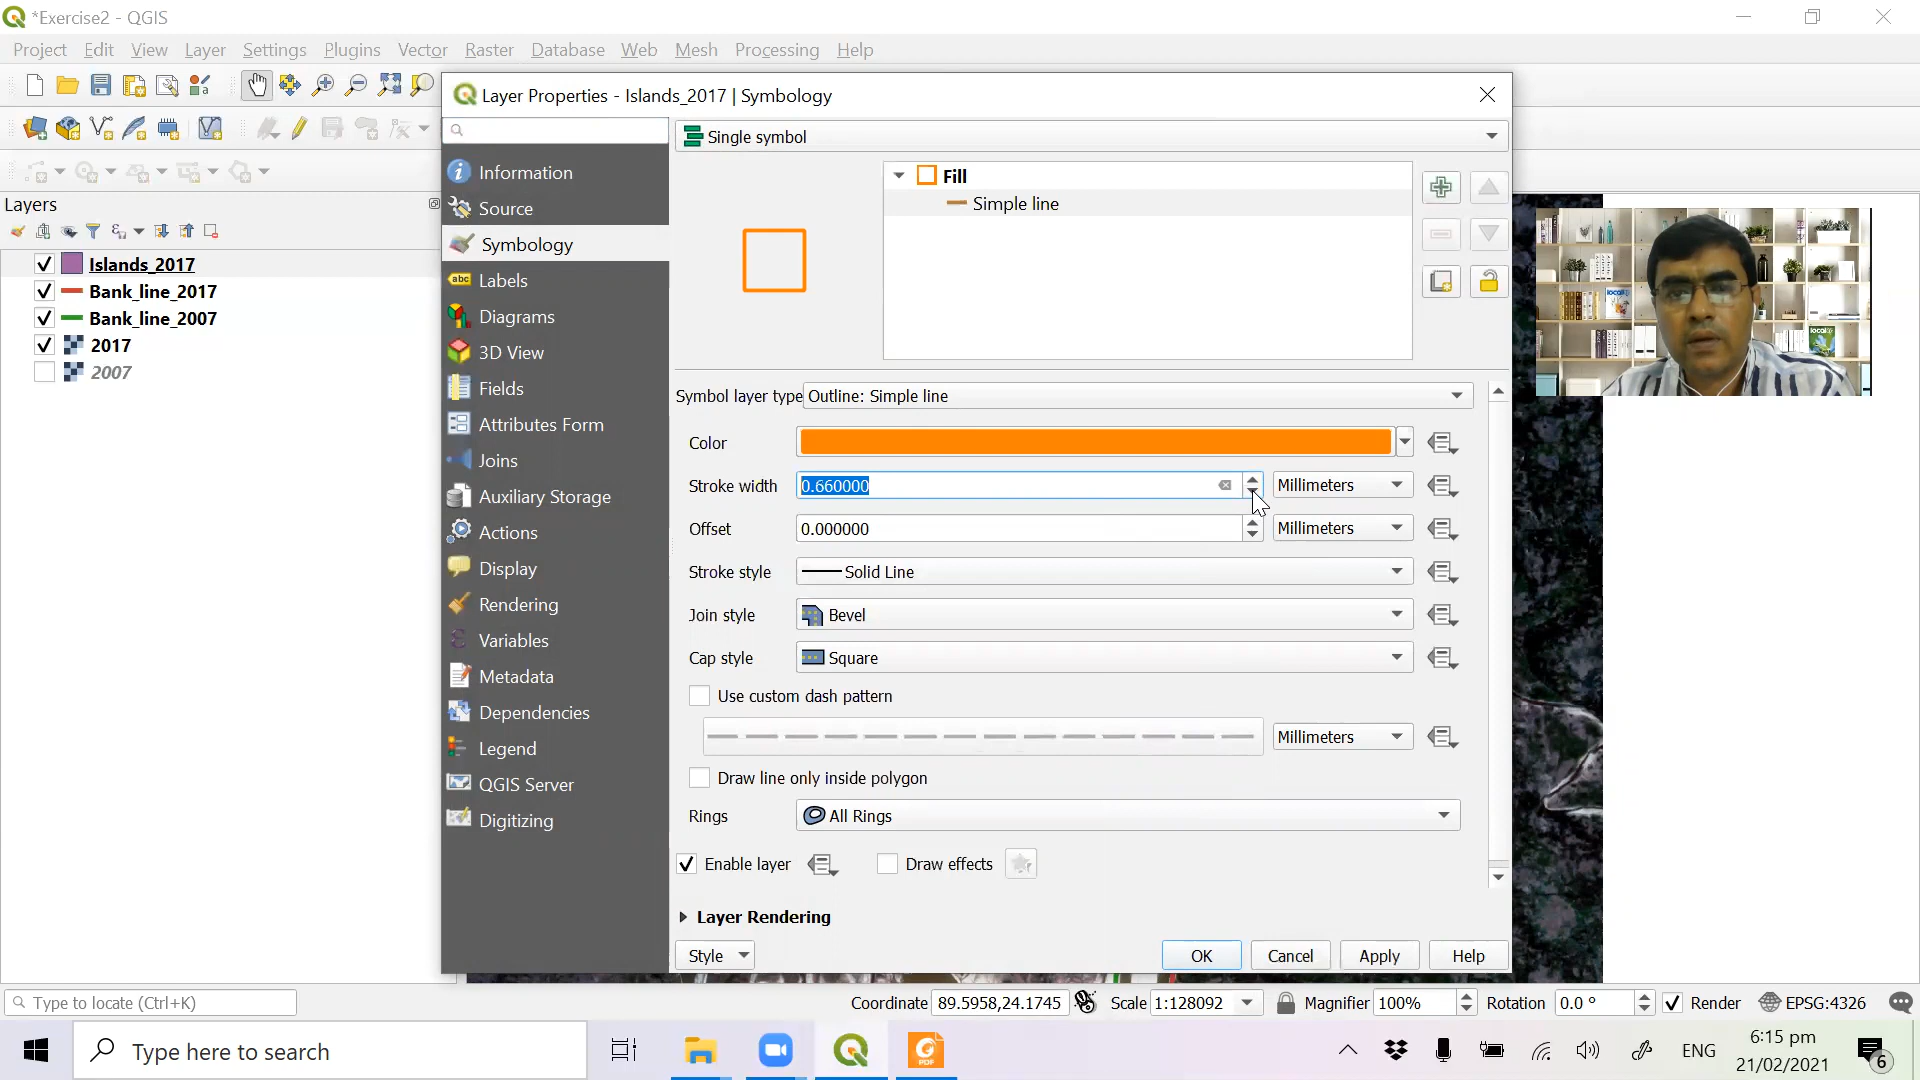 *Exercise2 - QGIS
Project Edit View Layer Settings Plugins Vector Raster Database Web Mesh Processing Help
Layer Properties - Islands_2017 | Symbology
Single symbol
Layers
Islands_2017
Bank_line_2017
Bank_line_2007
2017
2007
Information
Source
Symbology
abc Labels
Diagrams
3D View
Fields
Attributes Form
Joins
Auxiliary Storage
Actions
Display
Rendering
Variables
Metadata
Dependencies
Legend
QGIS Server
Digitizing
Fill
Simple line
Symbol layer type Outline: Simple line
Color
Stroke width 0.660000 Millimeters
Offset 0.000000 Millimeters
Stroke style Solid Line
Join style Bevel
Cap style Square
Use custom dash pattern
Millimeters
Draw line only inside polygon
Rings All Rings
Enable layer Draw effects
Layer Rendering
Style OK Cancel Apply Help
Type to locate (Ctrl+K) Coordinate 89.5958,24.1745 Scale 1:128092 Magnifier 100% Rotation 0.0 ° Render EPSG:4326
Type here to search
PDF
ENG
6:15 pm
21/02/2021
6